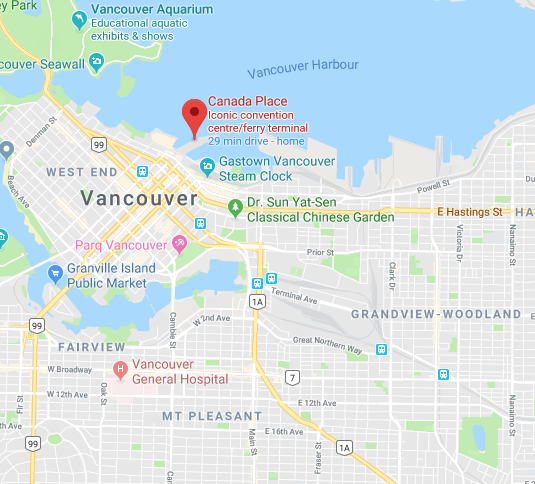 ey Park
Vancouver Aquarium
Educational aquatic
exhibits & shows
couver Seawall
Vancouver Harbour
Canada Place
Iconic convention
centre/ferry terminal
29 min drive - home
Denman St
99
Gastown Vancouver
Steam Clock
WEST END
Beach Ave
Powell St
Vancouver
Dr. Sun Yat-Sen
Classical Chinese Garden
E Hastings St
HA
Parq Vancouver
Prior St
Victoria Dr
Nanaimo St
Granville Island
Public Market
Clark Dr
Terminal Ave
1A
99
Cambie St
W 2nd Ave
GRANDVIEW-WOODLAND
FAIRVIEW
Great Northern Way
W Broadway
Vancouver
General Hospital
H
7
W 12th Ave
E 12th Ave
Fir St
Oak St
MT PLEASANT
Nanaimo St
99
Main St
E 16th Ave
Fraser St
1A
Cam